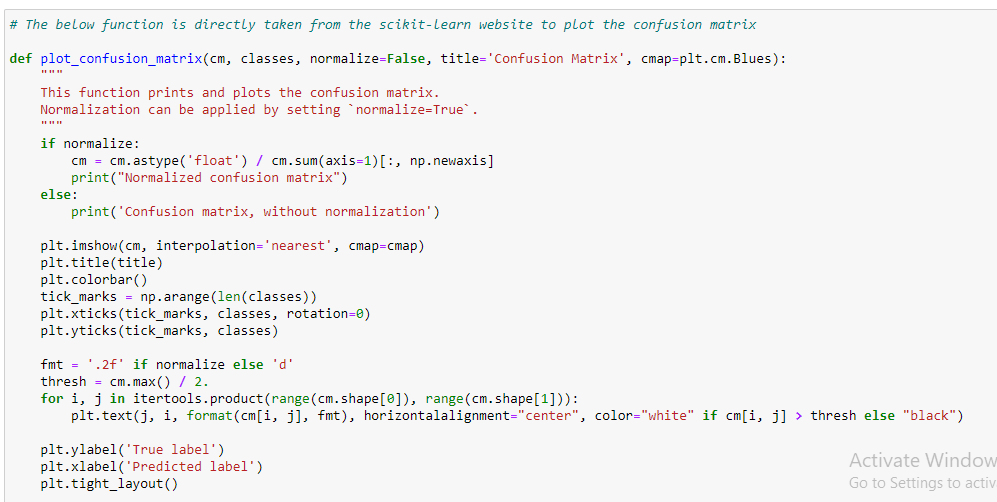 # The below function is directly taken from the scikit-learn website to plot the confusion matrix
def plot_confusion_matrix(cm, classes, normalize=False, title='Confusion Matrix', cmap=plt.cm.Blues):
    """
    This function prints and plots the confusion matrix.
    Normalization can be applied by setting `normalize=True`.
    """
    if normalize:
        cm = cm.astype('float') / cm.sum(axis=1)[:, np.newaxis]
        print("Normalized confusion matrix")
    else:
        print('Confusion matrix, without normalization')
    plt.imshow(cm, interpolation='nearest', cmap=cmap)
    plt.title(title)
    plt.colorbar()
    tick_marks = np.arange(len(classes))
    plt.xticks(tick_marks, classes, rotation=0)
    plt.yticks(tick_marks, classes)
    fmt = '.2f' if normalize else 'd'
    thresh = cm.max() / 2.
    for i, j in itertools.product(range(cm.shape[0]), range(cm.shape[1])):
        plt.text(j, i, format(cm[i, j], fmt), horizontalalignment="center", color="white" if cm[i, j] > thresh else "black")
    plt.ylabel('True label')
    plt.xlabel('Predicted label')
    plt.tight_layout()
Activate Window
Go to Settings to activ